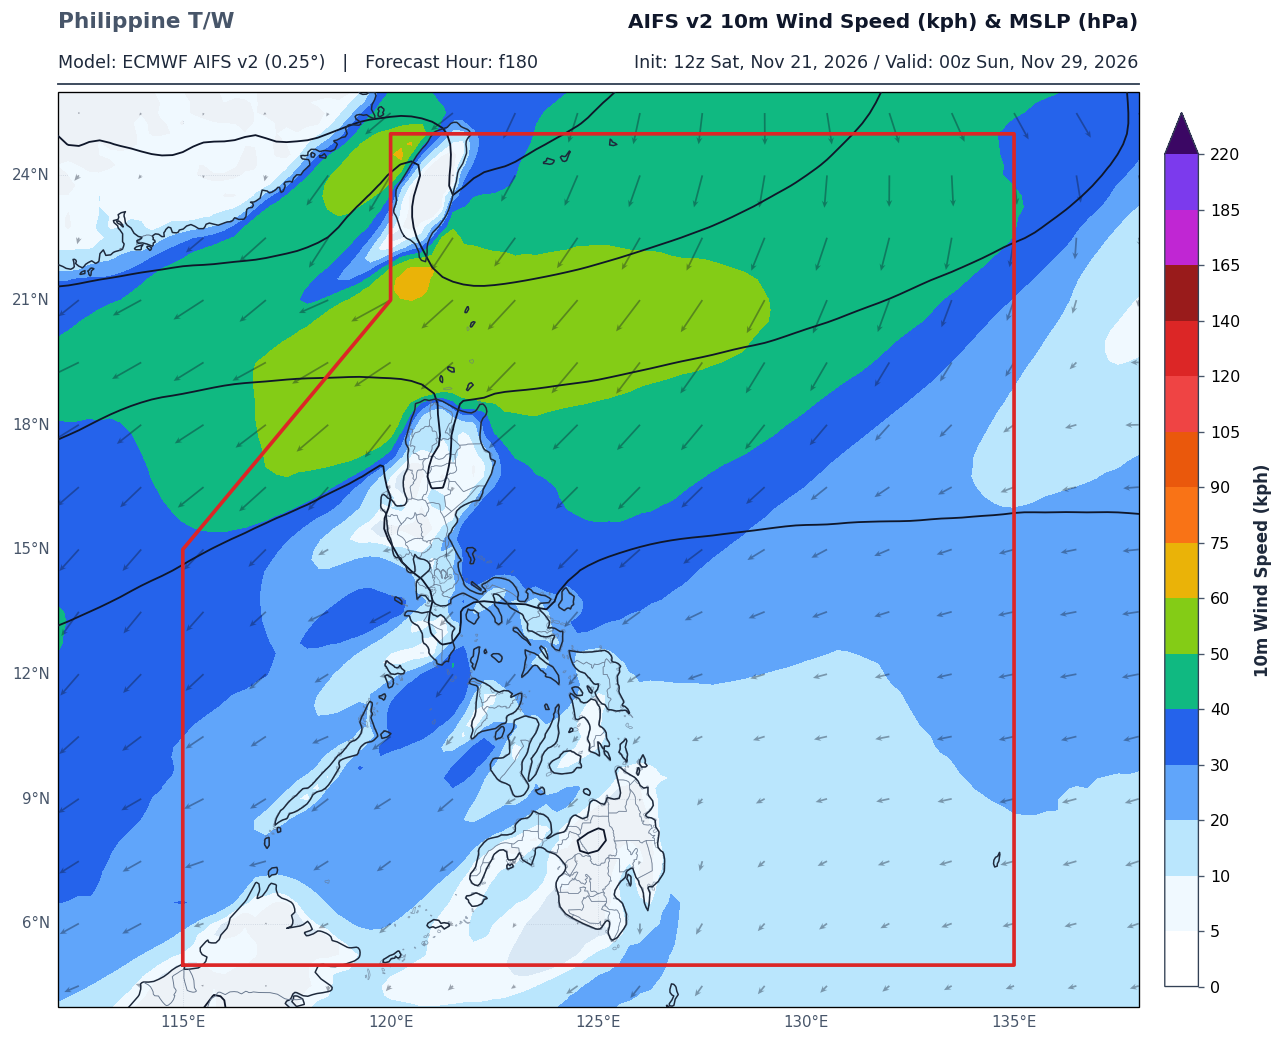 Philippine T/W
AIFS v2 10m Wind Speed (kph) & MSLP (hPa)
Model: ECMWF AIFS v2 (0.25°)   |   Forecast Hour: f180
Init: 12z Sat, Nov 21, 2026 / Valid: 00z Sun, Nov 29, 2026
24°N
21°N
18°N
15°N
12°N
9°N
6°N
115°E
120°E
125°E
130°E
135°E
220
185
165
140
120
105
90
75
60
50
40
30
20
10
5
0
10m Wind Speed (kph)